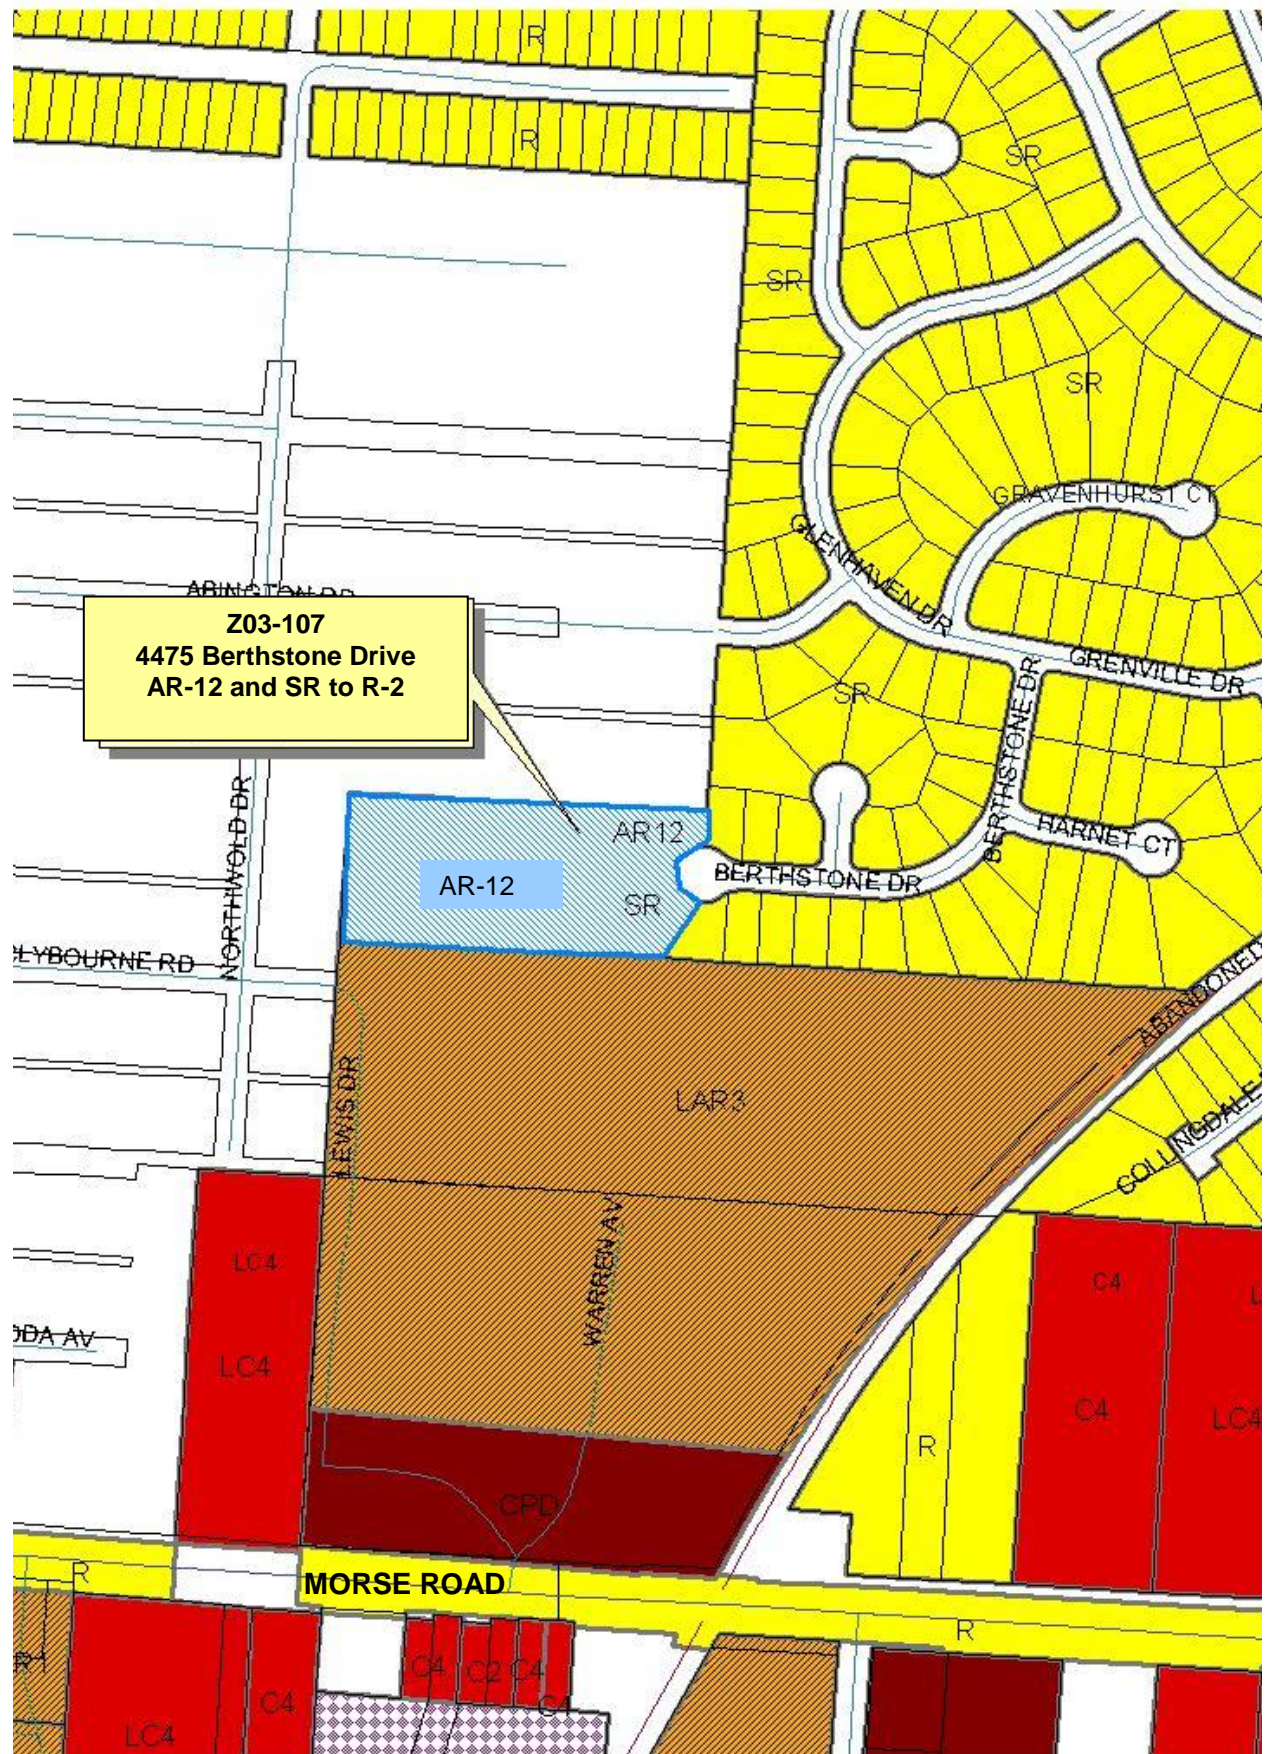 R
R
SR
SR
SR
GRAVENHURST CT
GLENHAVEN DR
ABINGTON DR
Z03-107
4475 Berthstone Drive
AR-12 and SR to R-2
GRENVILLE DR
SR
BERTHSTONE DR
NORTHWOLD DR
AR12
HARNET CT
AR-12
BERTHSTONE DR
SR
LYBOURNE RD
ABANDONED
LEWIS DR
LAR3
COLLINGDALE
WARREN AV
LC4
C4
L
ODA AV
LC4
C4
LC4
R
CPD
R
MORSE ROAD
R
C4
C2
C4
C4
C4
LC4